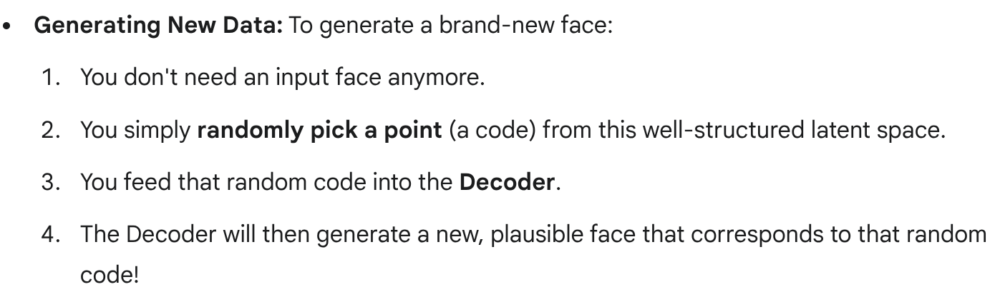 • Generating New Data: To generate a brand-new face:
1. You don't need an input face anymore.
2. You simply randomly pick a point (a code) from this well-structured latent space.
3. You feed that random code into the Decoder.
4. The Decoder will then generate a new, plausible face that corresponds to that random
code!